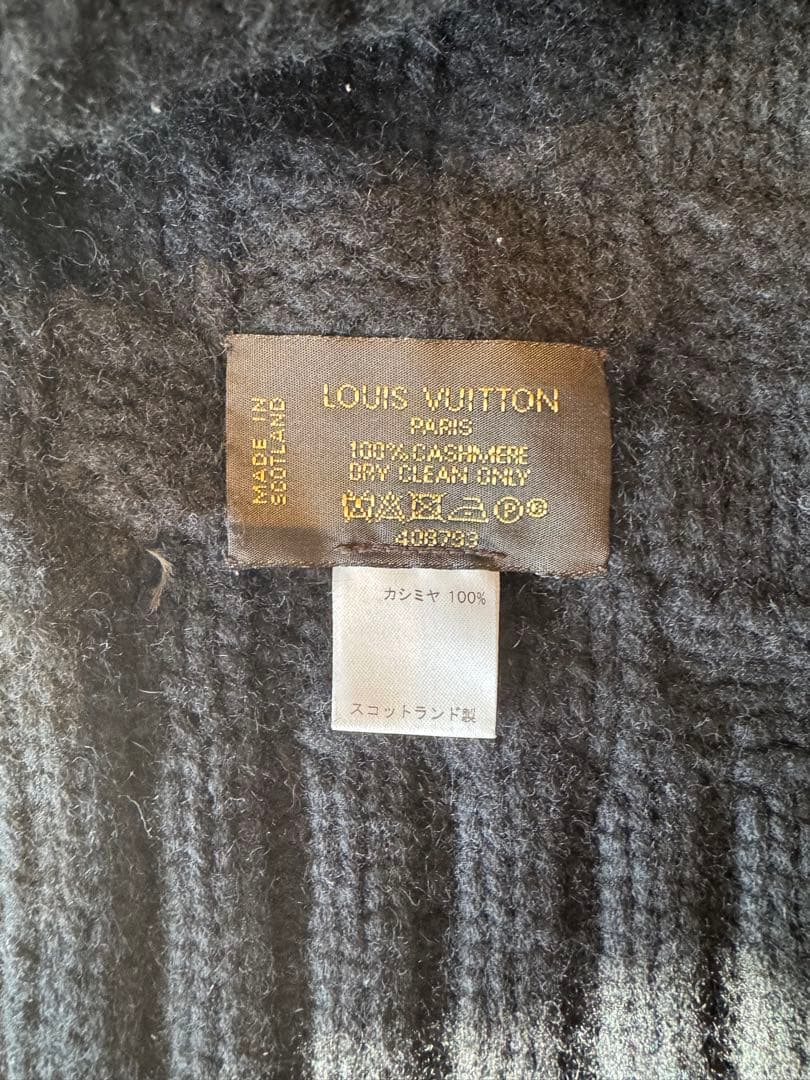 LOUIS VUITTON
PARIS
100% CASHMERE
DRY CLEAN ONLY
P
408793
MADE IN
SCOTLAND
カシミヤ 100%
スコットランド製